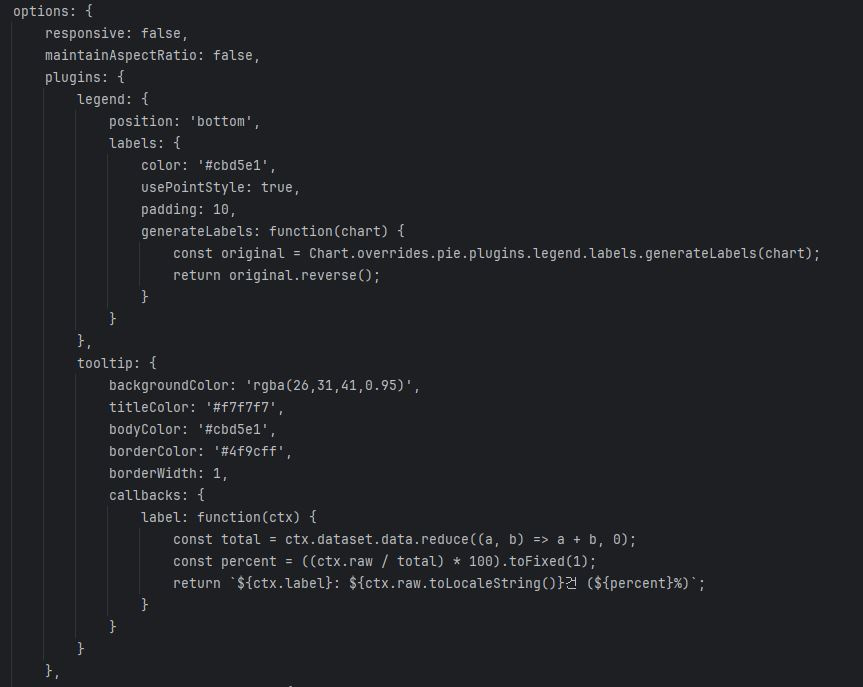 options: {
    responsive: false,
    maintainAspectRatio: false,
    plugins: {
        legend: {
            position: 'bottom',
            labels: {
                color: '#cbd5e1',
                usePointStyle: true,
                padding: 10,
                generateLabels: function(chart) {
                    const original = Chart.overrides.pie.plugins.legend.labels.generateLabels(chart);
                    return original.reverse();
                }
            }
        },
        tooltip: {
            backgroundColor: 'rgba(26,31,41,0.95)',
            titleColor: '#f7f7f7',
            bodyColor: '#cbd5e1',
            borderColor: '#4f9cff',
            borderWidth: 1,
            callbacks: {
                label: function(ctx) {
                    const total = ctx.dataset.data.reduce((a, b) => a + b, 0);
                    const percent = ((ctx.raw / total) * 100).toFixed(1);
                    return `${ctx.label}: ${ctx.raw.toLocaleString()}건 (${percent}%)`;
                }
            }
        }
    },